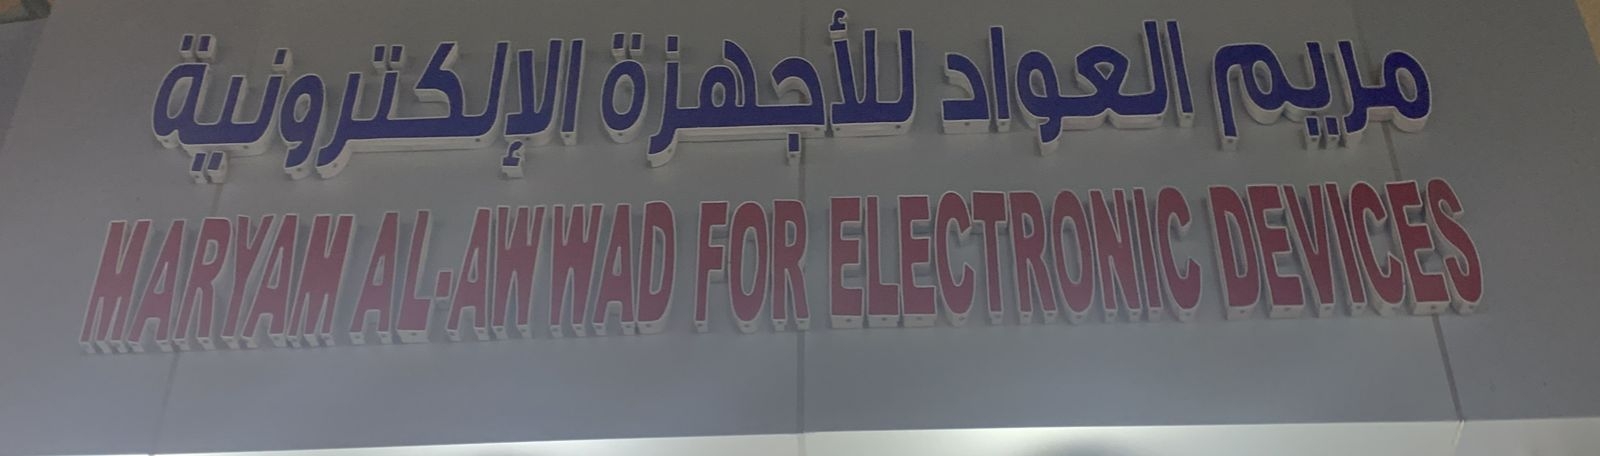 مريم العواد للأجهزة الإلكترونية
MARYAM AL-AWWAD FOR ELECTRONIC DEVICES